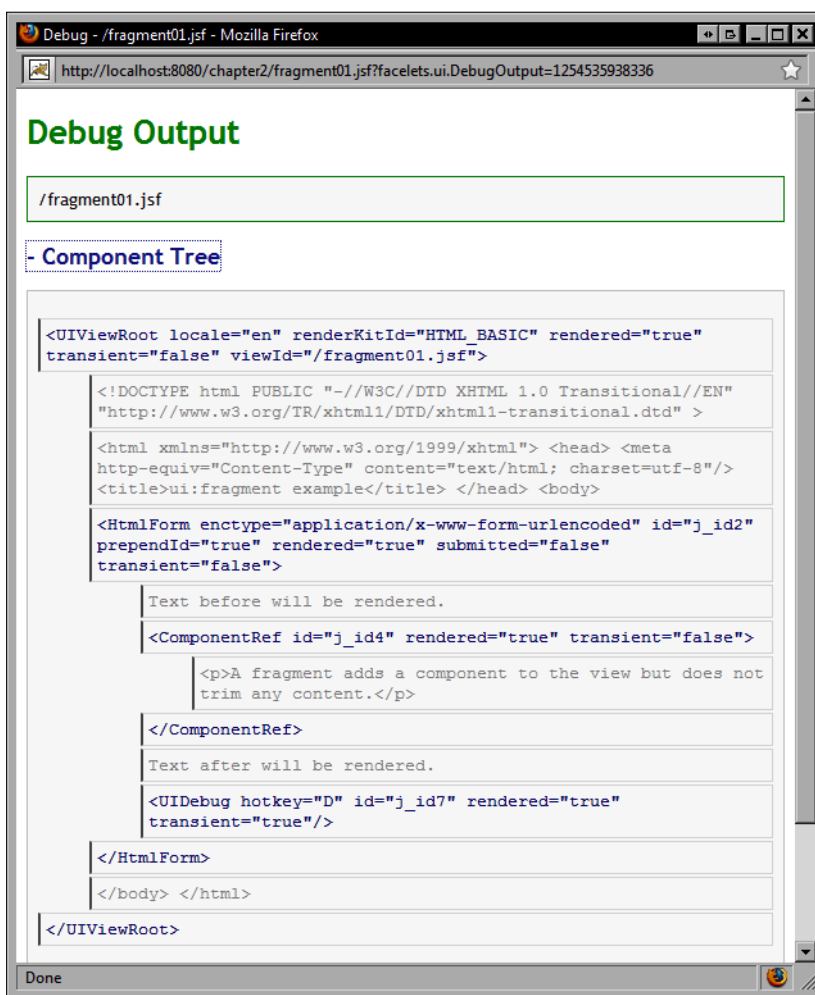 Debug - /fragment01.jsf - Mozilla Firefox
http://localhost:8080/chapter2/fragment01.jsf?facelets.ui.DebugOutput=1254535938336
Debug Output
/fragment01.jsf
- Component Tree
<UIViewRoot locale="en" renderKitId="HTML_BASIC" rendered="true"
transient="false" viewId="/fragment01.jsf">
<!DOCTYPE html PUBLIC "-//W3C//DTD XHTML 1.0 Transitional//EN"
"http://www.w3.org/TR/xhtml1/DTD/xhtml1-transitional.dtd" >
<html xmlns="http://www.w3.org/1999/xhtml"> <head> <meta
http-equiv="Content-Type" content="text/html; charset=utf-8"/>
<title>ui:fragment example</title> </head> <body>
<HtmlForm enctype="application/x-www-form-urlencoded" id="j_id2"
prependId="true" rendered="true" submitted="false"
transient="false">
Text before will be rendered.
<ComponentRef id="j_id4" rendered="true" transient="false">
<p>A fragment adds a component to the view but does not
trim any content.</p>
</ComponentRef>
Text after will be rendered.
<UIDebug hotkey="D" id="j_id7" rendered="true"
transient="true"/>
</HtmlForm>
</body> </html>
</UIViewRoot>
Done